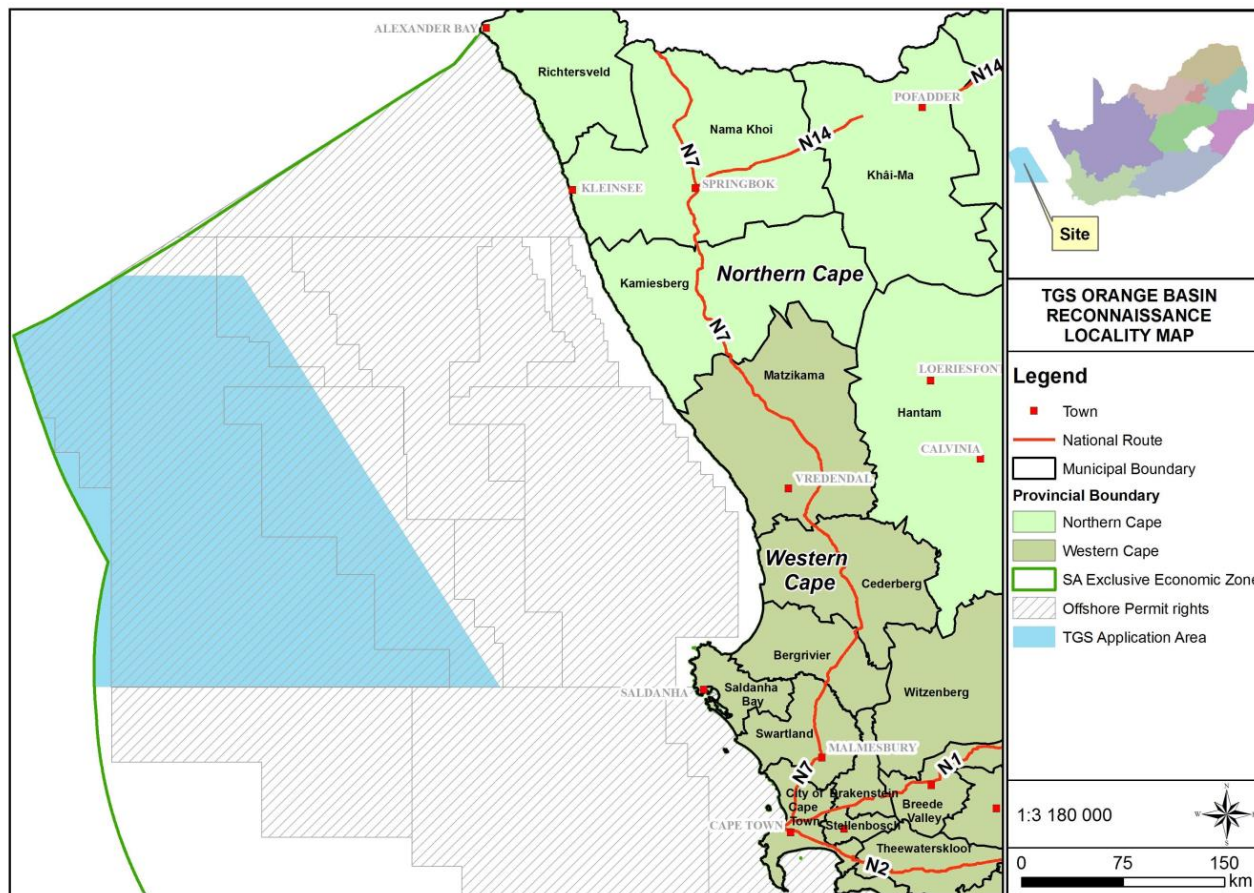 ALEXANDER BAY
Richtersveld
N14
POFADDER
Nama Khoi
N14
N7
Khâi-Ma
KLEINSEE
SPRINGBOK
Kamiesberg
Northern Cape
N7
Matzikama
LOERIESFONT
Hantam
CALVINIA
VREDENDAL
Western
Cape
Cederberg
Bergrivier
Witzenberg
SALDANHA
Saldanha
Bay
Swartland
MALMESBURY
N7
N1
City of
Cape
Town
Drakenstein
Breede
Valley
CAPE TOWN
Stellenbosch
Theewaterskloof
N2
Site
TGS ORANGE BASIN
RECONNAISSANCE
LOCALITY MAP
Legend
Town
National Route
Municipal Boundary
Provincial Boundary
Northern Cape
Western Cape
SA Exclusive Economic Zone
Offshore Permit rights
TGS Application Area
1:3 180 000
N
W E
S
0 75 150
km